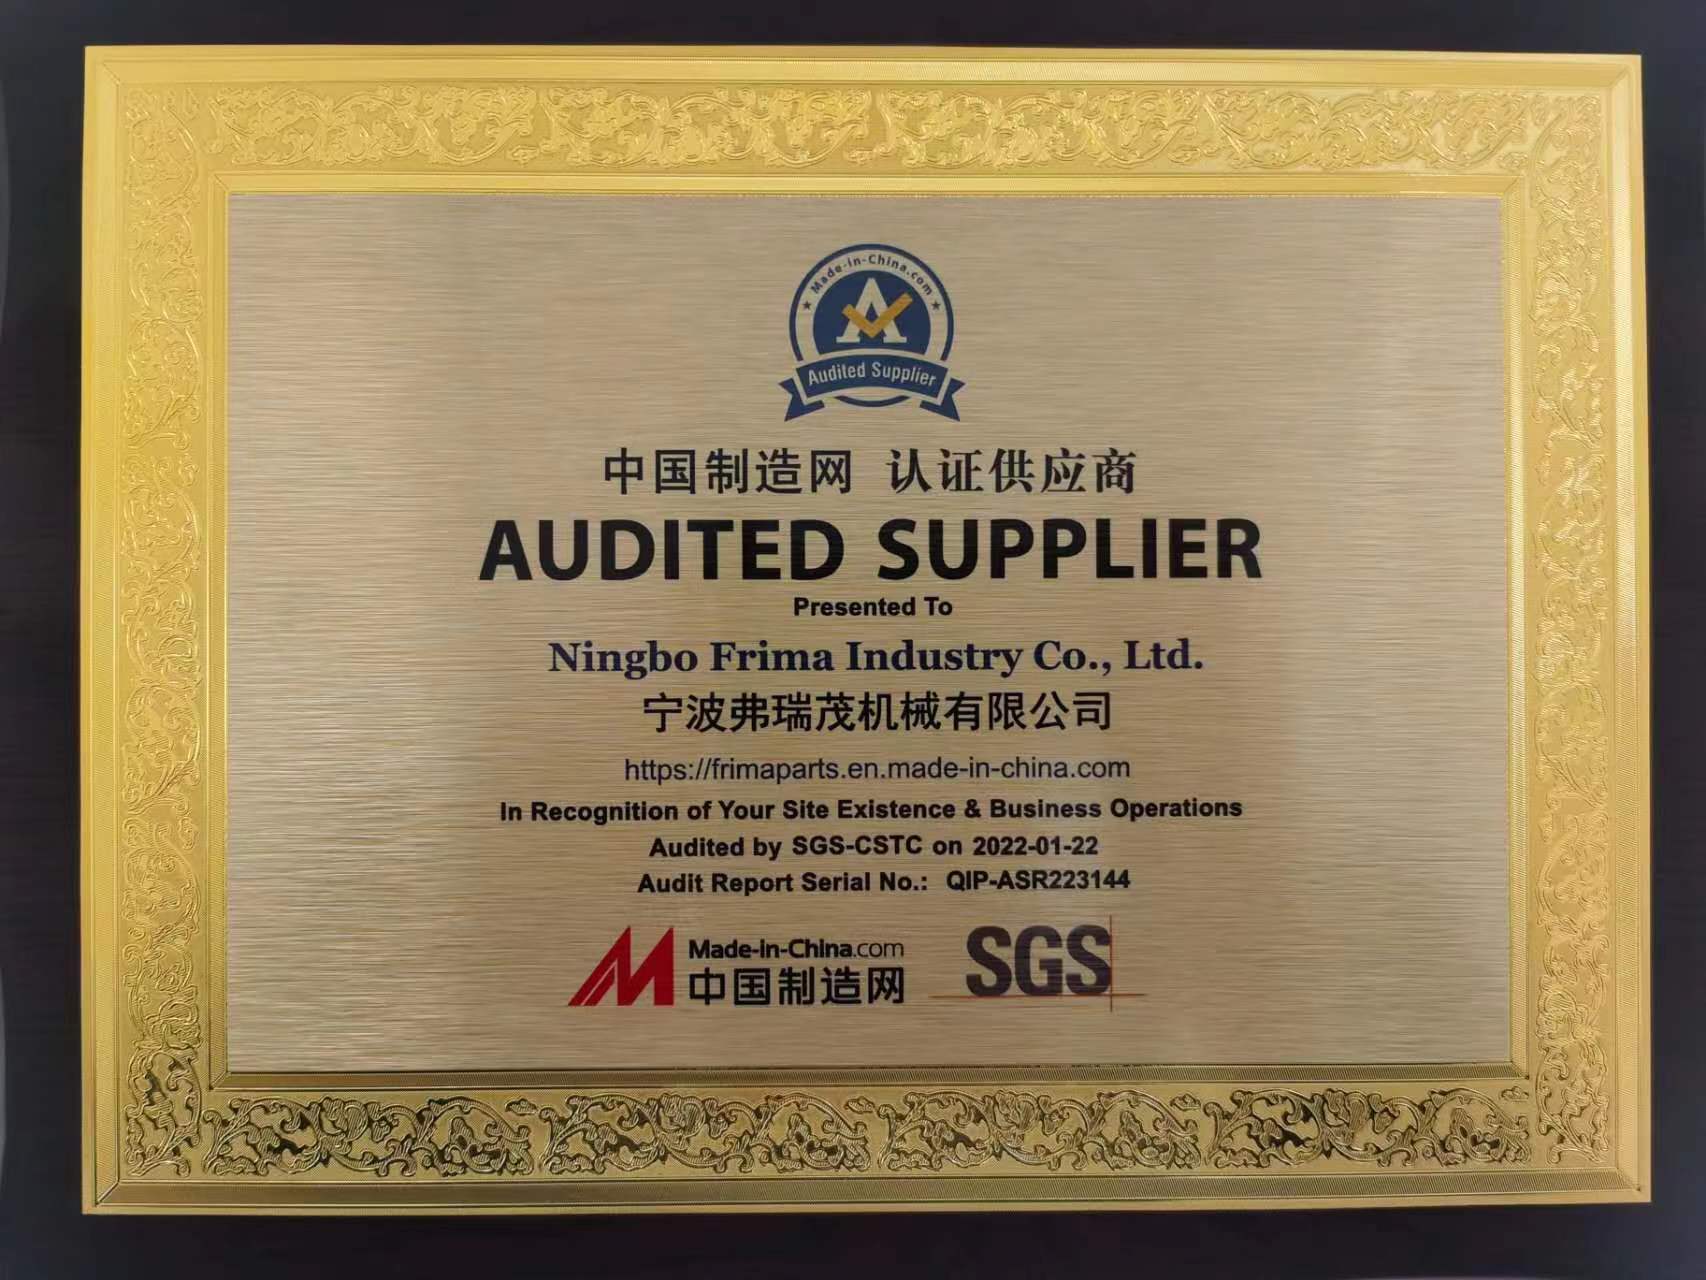 Made-in-China.com
A
Audited Supplier
中国制造网 认证供应商
AUDITED SUPPLIER
Presented To
Ningbo Frima Industry Co., Ltd.
宁波弗瑞茂机械有限公司
https://frimaparts.en.made-in-china.com
In Recognition of Your Site Existence & Business Operations
Audited by SGS-CSTC on 2022-01-22
Audit Report Serial No.: QIP-ASR223144
Made-in-China.com
中国制造网
SGS